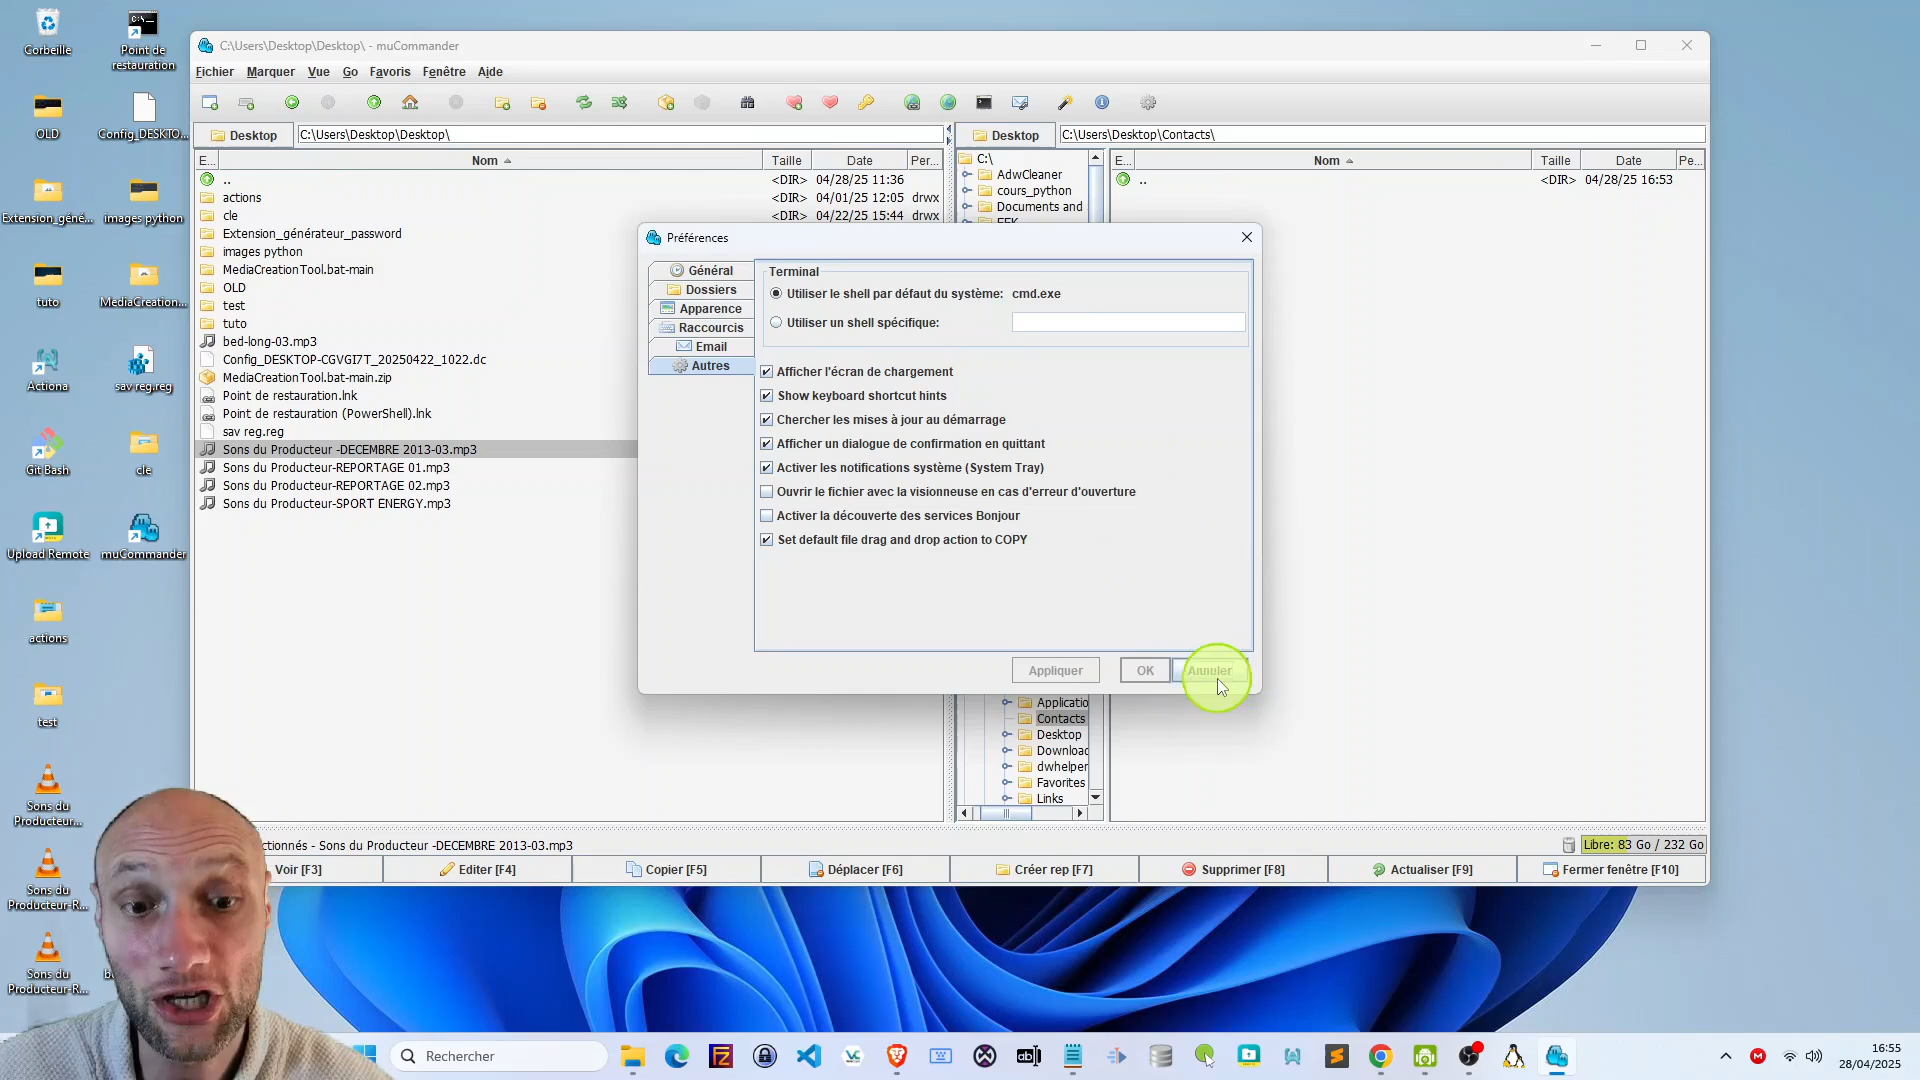 Corbeille
Point de
restauration
OLD
Config_DESKTO...
Extension_géné...
images python
tuto
MediaCreation...
Actiona
sav reg.reg
Git Bash
cle
Upload Remote
muCommander
actions
test
Sons du
Producteur...
Sons du
Producteur-R...
Sons du
Producteur-R...
C:\Users\Desktop\Desktop\ - muCommander
Fichier Marquer Vue Go Favoris Fenêtre Aide
Desktop
C:\Users\Desktop\Desktop\
Desktop
C:\Users\Desktop\Contacts\
E... Nom Taille Date Per...
.. <DIR> 04/28/25 11:36
actions <DIR> 04/01/25 12:05 drwx
cle <DIR> 04/22/25 15:44 drwx
Extension_générateur_password
images python
MediaCreationTool.bat-main
OLD
test
tuto
bed-long-03.mp3
Config_DESKTOP-CGVGI7T_20250422_1022.dc
MediaCreationTool.bat-main.zip
Point de restauration.lnk
Point de restauration (PowerShell).lnk
sav reg.reg
Sons du Producteur -DECEMBRE 2013-03.mp3
Sons du Producteur-REPORTAGE 01.mp3
Sons du Producteur-REPORTAGE 02.mp3
Sons du Producteur-SPORT ENERGY.mp3
C:\
AdwCleaner
cours_python
Documents and
E... Nom Taille Date Pe...
.. <DIR> 04/28/25 16:53
Préférences
Général
Dossiers
Apparence
Raccourcis
Email
Autres
Terminal
Utiliser le shell par défaut du système: cmd.exe
Utiliser un shell spécifique:
Afficher l'écran de chargement
Show keyboard shortcut hints
Chercher les mises à jour au démarrage
Afficher un dialogue de confirmation en quittant
Activer les notifications système (System Tray)
Ouvrir le fichier avec la visionneuse en cas d'erreur d'ouverture
Activer la découverte des services Bonjour
Set default file drag and drop action to COPY
Appliquer OK Annuler
Applicatio
Contacts
Desktop
Downloac
dwhelper
Favorites
Links
ctionnés - Sons du Producteur -DECEMBRE 2013-03.mp3
Libre: 83 Go / 232 Go
Voir [F3] Editer [F4] Copier [F5] Déplacer [F6] Créer rep [F7] Supprimer [F8] Actualiser [F9] Fermer fenêtre [F10]
Rechercher
16:55
28/04/2025